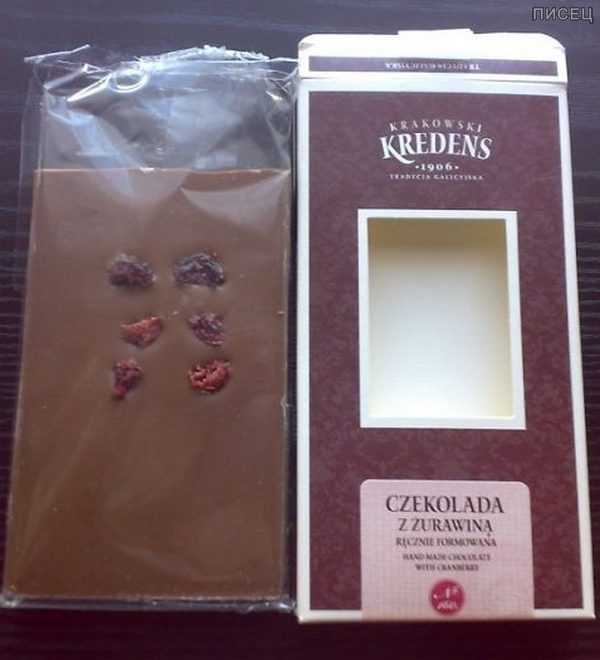 ПИСЕЦ
KRAKOWSKI
KREDENS
·1906·
TRADYCJA GALICYJSKA
CZEKOLADA
Z ŻURAWINĄ
RĘCZNIE FORMOWANA
HAND MADE CHOCOLATE
WITH CRANBERRY